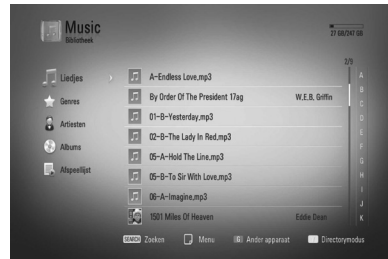 Music
Bibliotheek
27 GB/247 GB
2/9
Liedjes
Genres
Artiesten
Albums
Afspeellijst
A-Endless Love.mp3
By Order Of The President 17ag W.E.B. Griffin
01-B-Yesterday.mp3
02-B-The Lady In Red.mp3
05-A-Hold The Line.mp3
05-B-To Sir With Love.mp3
06-A-Imagine.mp3
1501 Miles Of Heaven Eddie Dean
A
B
C
D
E
F
G
H
I
J
K
SEARCH Zoeken Menu Ander apparaat Directorymodus